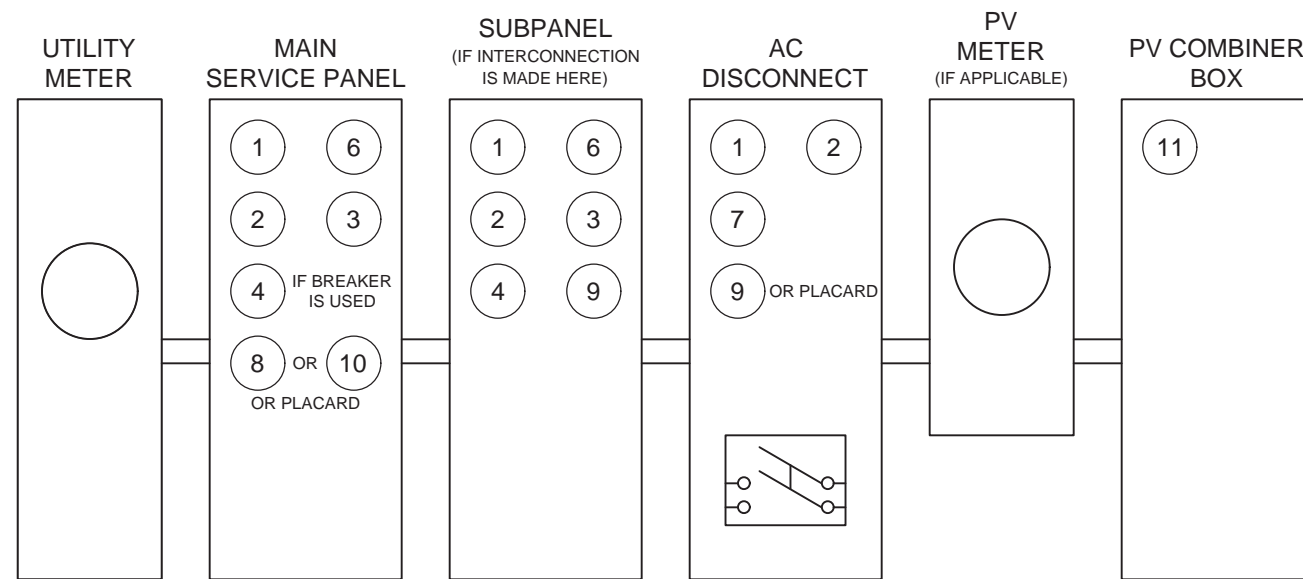 UTILITY
METER
MAIN
SERVICE PANEL
SUBPANEL
(IF INTERCONNECTION
IS MADE HERE)
AC
DISCONNECT
PV
METER
(IF APPLICABLE)
PV COMBINER
BOX
1 6
2 3
4 IF BREAKER
IS USED
8 OR 10
OR PLACARD
1 6
2 3
4 9
1 2
7
9 OR PLACARD
11